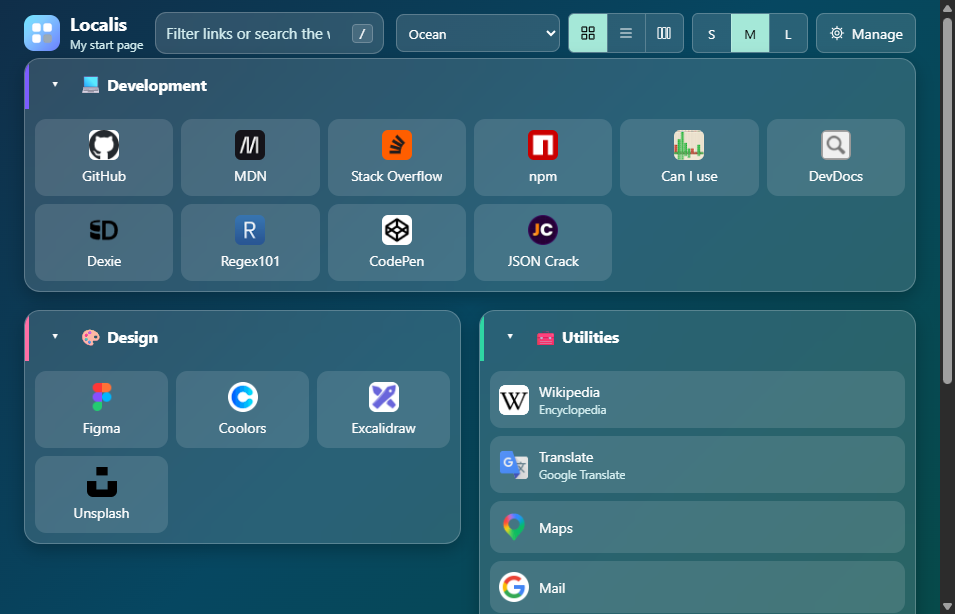 Localis
My start page
Filter links or search the w
/
Ocean
S
M
L
Manage
Development
GitHub
MDN
Stack Overflow
npm
Can I use
DevDocs
Dexie
Regex101
CodePen
JSON Crack
Design
Figma
Coolors
Excalidraw
Unsplash
Utilities
Wikipedia
Encyclopedia
Translate
Google Translate
Maps
Mail